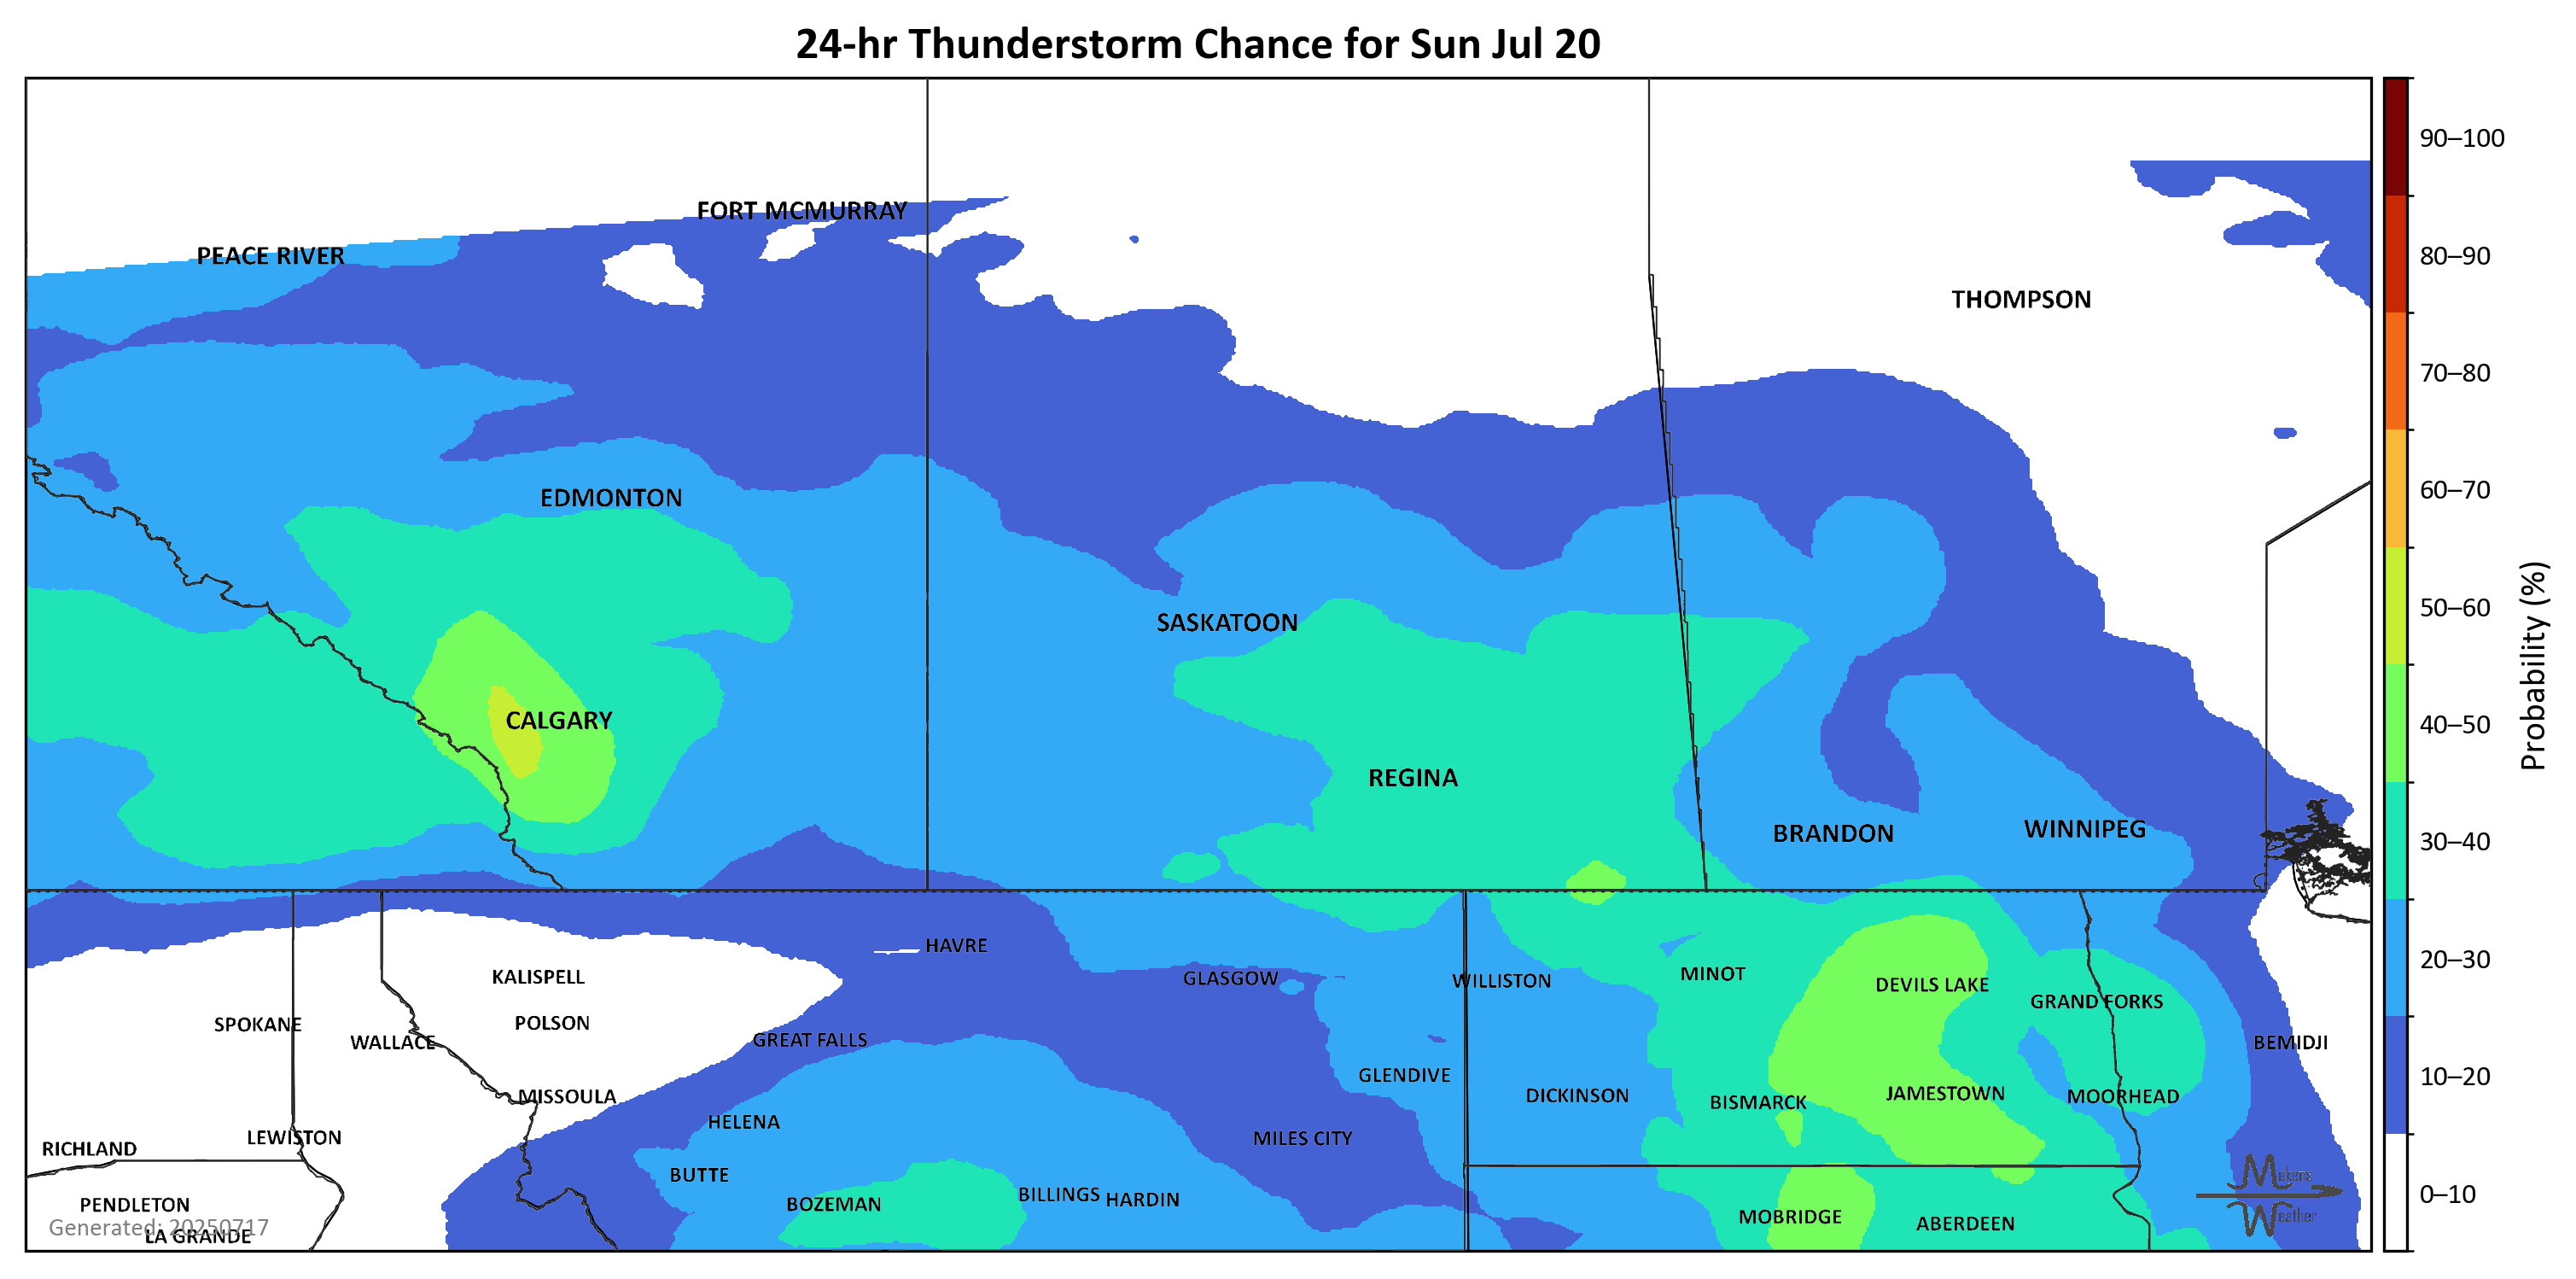 24-hr Thunderstorm Chance for Sun Jul 20
90–100
FORT MCMURRAY
PEACE RIVER
80–90
THOMPSON
70–80
60–70
EDMONTON
50–60
SASKATOON
Probability (%)
CALGARY
40–50
REGINA
BRANDON
WINNIPEG
30–40
HAVRE
20–30
KALISPELL
GLASGOW
WILLISTON
MINOT
DEVILS LAKE
GRAND FORKS
SPOKANE
POLSON
WALLACE
GREAT FALLS
BEMIDJI
GLENDIVE
10–20
MISSOULA
DICKINSON
BISMARCK
JAMESTOWN
MOORHEAD
HELENA
LEWISTON
MILES CITY
RICHLAND
BUTTE
Mekens
0–10
PENDLETON
BOZEMAN
BILLINGS
HARDIN
MOBRIDGE
ABERDEEN
Weather
Generated: 20250717
LA GRANDE